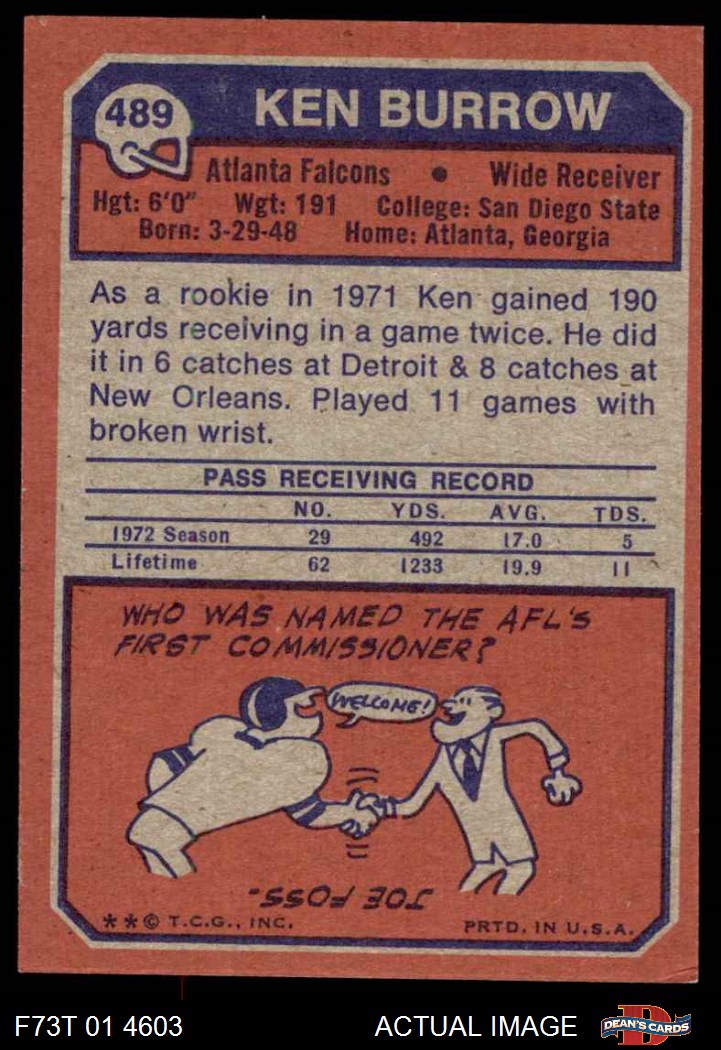 489
KEN BURROW
Atlanta Falcons • Wide Receiver
Hgt: 6'0" Wgt: 191 College: San Diego State
Born: 3-29-48 Home: Atlanta, Georgia
As a rookie in 1971 Ken gained 190
yards receiving in a game twice. He did
it in 6 catches at Detroit & 8 catches at
New Orleans. Played 11 games with
broken wrist.
PASS RECEIVING RECORD
NO. YDS. AVG. TDS.
1972 Season 29 492 17.0 5
Lifetime 62 1233 19.9 11
WHO WAS NAMED THE AFL'S
FIRST COMMISSIONER?
WELCOME!
JOE FOSS.
**© T.C.G., INC. PRTD. IN U.S.A.
F73T 01 4603 ACTUAL IMAGE
D
DEAN'S CARDS